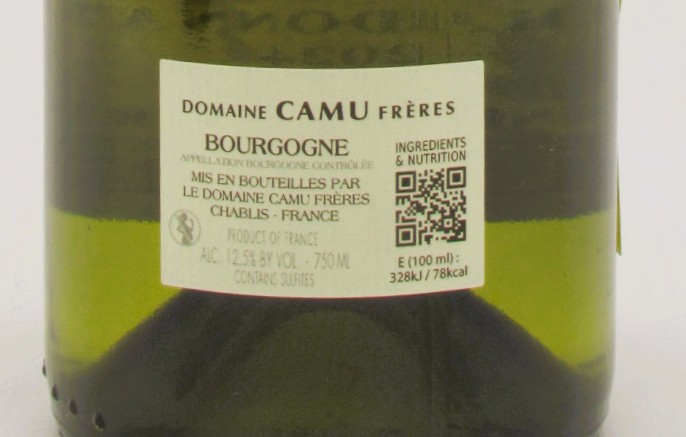 DOMAINE CAMU FRÈRES
BOURGOGNE
APPELLATION BOURGOGNE CONTRÔLÉE
MIS EN BOUTEILLES PAR
LE DOMAINE CAMU FRÈRES
CHABLIS - FRANCE
PRODUCT OF FRANCE
ALC. 12,5% BY VOL. - 750 ML
CONTAINS SULFITES
INGREDIENTS
& NUTRITION
E (100 ml) :
328kJ / 78kcal